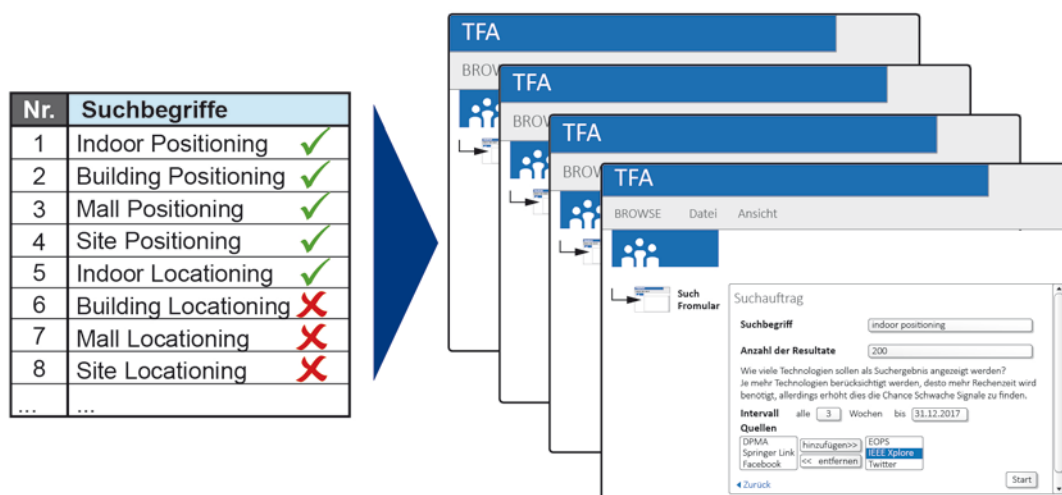 Nr. Suchbegriffe
1 Indoor Positioning
2 Building Positioning
3 Mall Positioning
4 Site Positioning
5 Indoor Locationing
6 Building Locationing
7 Mall Locationing
8 Site Locationing
... ...
TFA
BROW
TFA
BROW
TFA
BROW
TFA
BROWSE Datei Ansicht
Such
Fromular
Suchauftrag
Suchbegriff indoor positioning
Anzahl der Resultate 200
Wie viele Technologien sollen als Suchergebnis angezeigt werden?
Je mehr Technologien berücksichtigt werden, desto mehr Rechenzeit wird
benötigt, allerdings erhöht dies die Chance Schwache Signale zu finden.
Intervall alle 3 Wochen bis 31.12.2017
Quellen
DPMA hinzufügen>> EOPS
Springer Link IEEE Xplore
Facebook << entfernen Twitter
Zurück Start